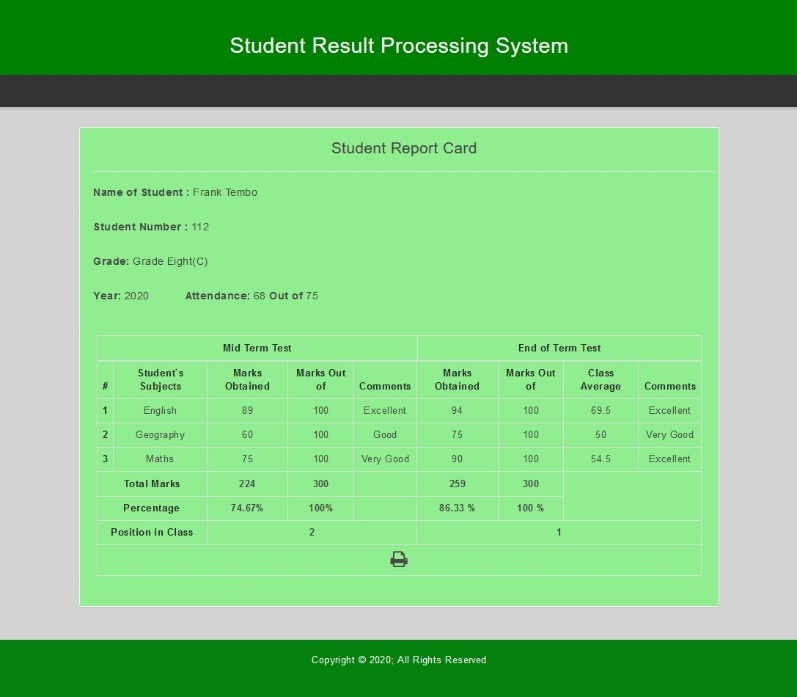 Student Result Processing System
Student Report Card
Name of Student : Frank Tembo
Student Number : 112
Grade: Grade Eight(C)
Year: 2020 Attendance: 68 Out of 75
Mid Term Test End of Term Test
# Student`s Subjects Marks Obtained Marks Out of Comments Marks Obtained Marks Out of Class Average Comments
1 English 89 100 Excellent 94 100 69.5 Excellent
2 Geography 60 100 Good 75 100 50 Very Good
3 Maths 75 100 Very Good 90 100 54.5 Excellent
Total Marks 224 300 259 300
Percentage 74.67% 100% 86.33 % 100 %
Position in Class 2 1
Copyright © 2020; All Rights Reserved